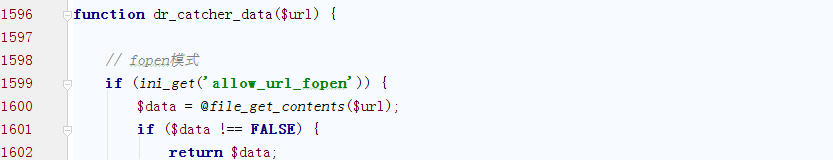 1596 function dr_catcher_data($url) {
1597
1598 // fopen模式
1599 if (ini_get('allow_url_fopen')) {
1600 $data = @file_get_contents($url);
1601 if ($data !== FALSE) {
1602 return $data;